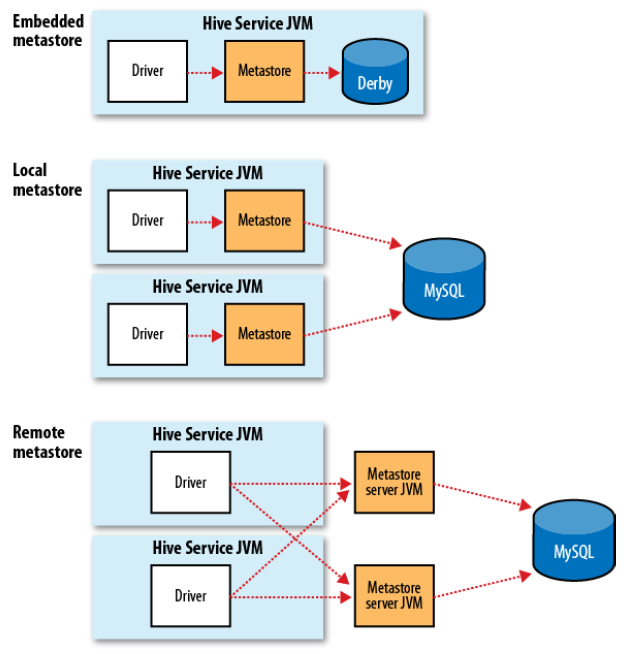 Embedded
metastore
Hive Service JVM
Driver
Metastore
Derby
Local
metastore
Hive Service JVM
Driver
Metastore
Hive Service JVM
Driver
Metastore
MySQL
Remote
metastore
Hive Service JVM
Driver
Metastore
server JVM
Hive Service JVM
Driver
Metastore
server JVM
MySQL